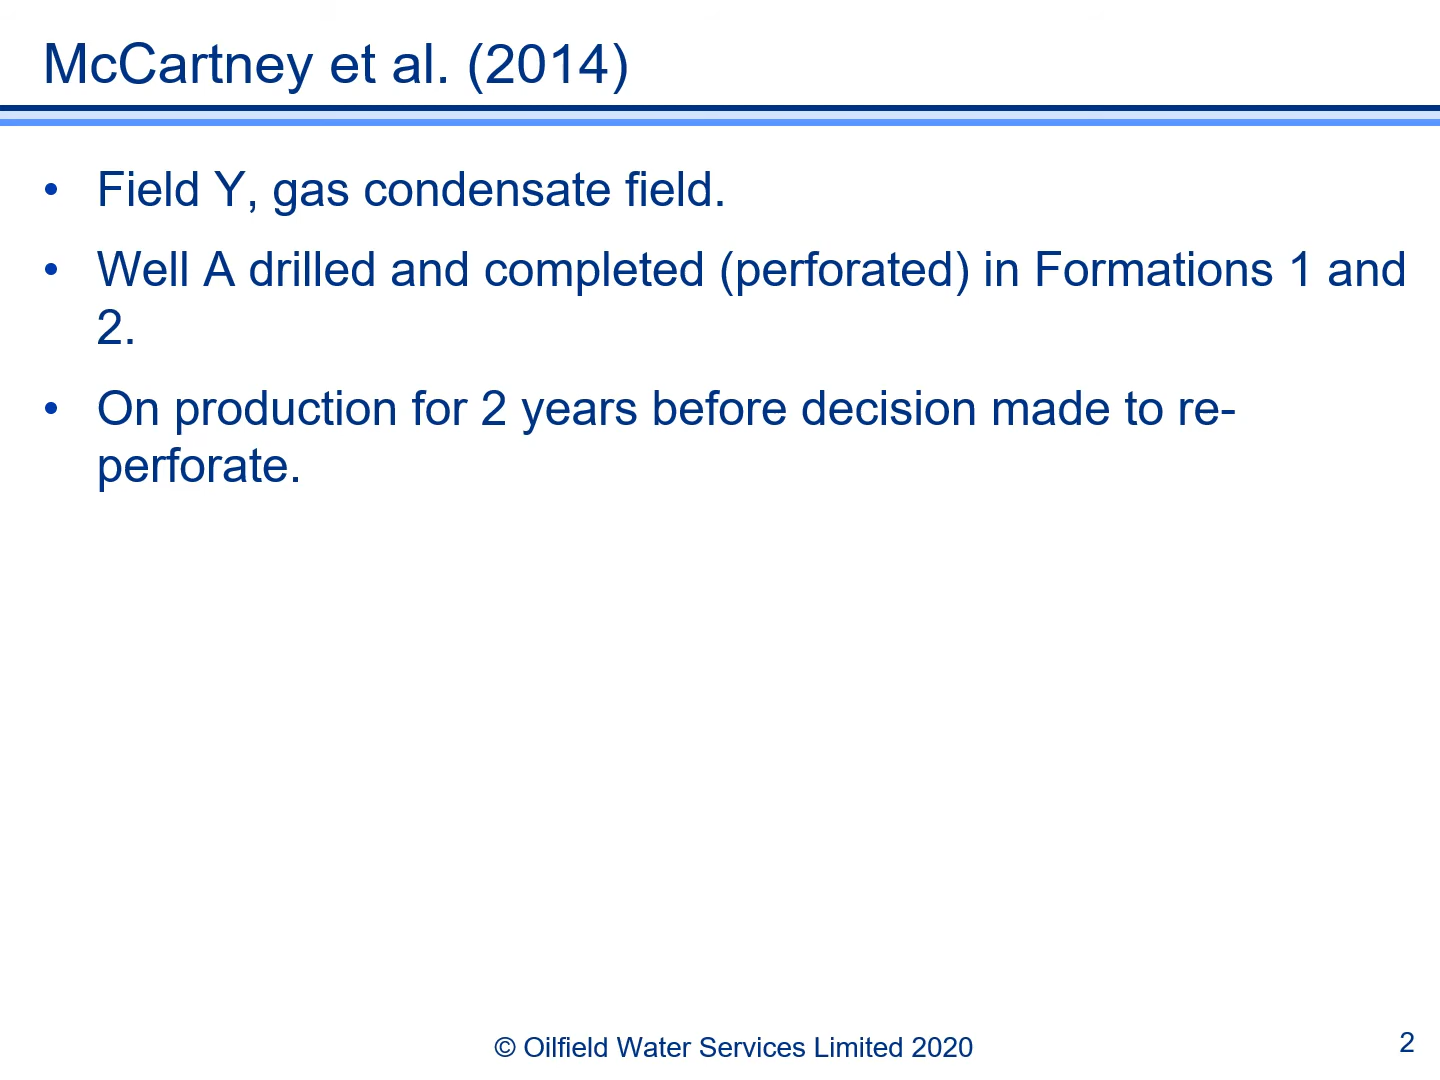 McCartney et al. (2014)
• Field Y, gas condensate field.
• Well A drilled and completed (perforated) in Formations 1 and
2.
• On production for 2 years before decision made to re-
perforate.
© Oilfield Water Services Limited 2020
2